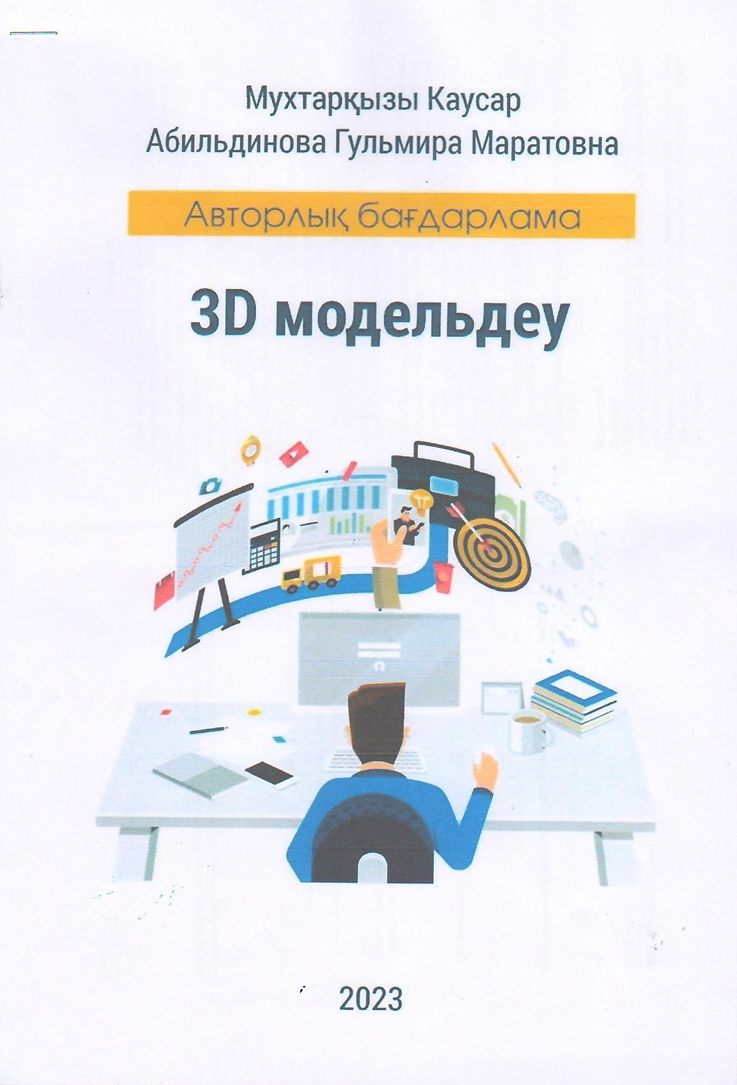 Мухтарқызы Каусар
Абильдинова Гульмира Маратовна
Авторлық бағдарлама
3D модельдеу
2023